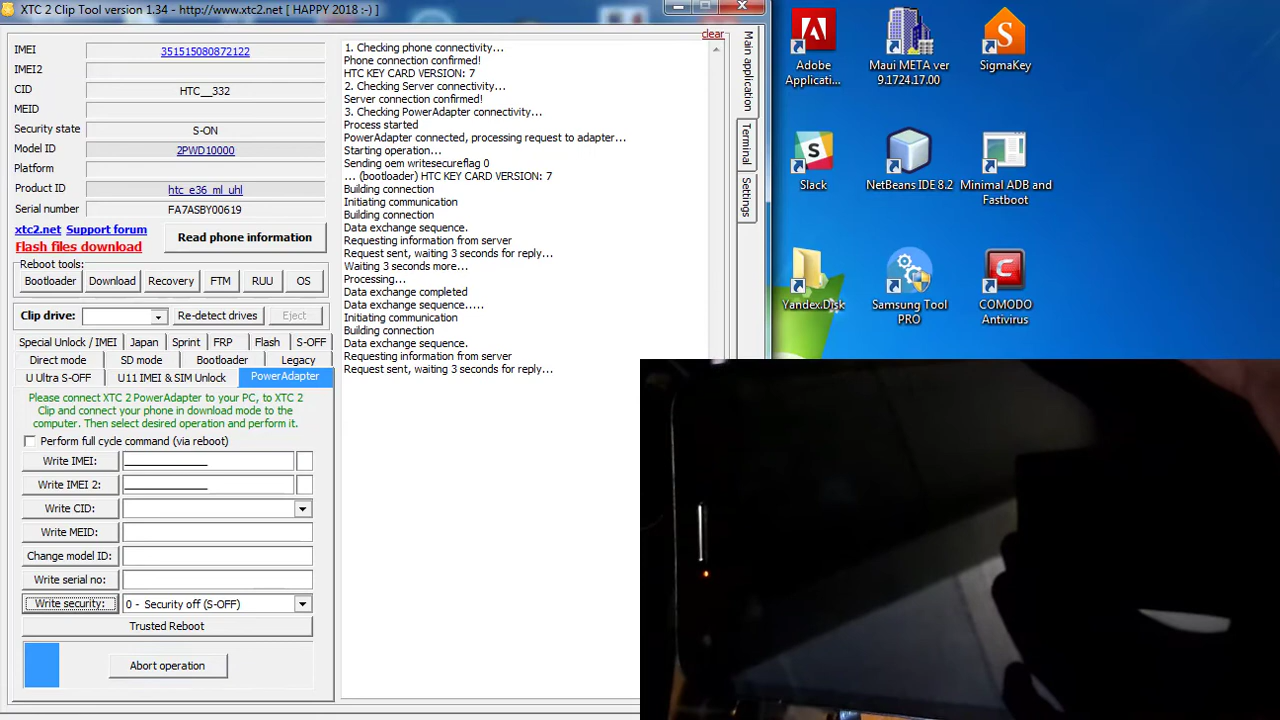 XTC 2 Clip Tool version 1.34 - http://www.xtc2.net [ HAPPY 2018 :-) ]
clear
IMEI 351515080872122
IMEI2
CID HTC__332
MEID
Security state S-ON
Model ID 2PWD10000
Platform
Product ID htc_e36_ml_uhl
Serial number FA7ASBY00619
xtc2.net Support forum
Flash files download
Read phone information
Reboot tools:
Bootloader Download Recovery FTM RUU OS
Clip drive: Re-detect drives Eject
Special Unlock / IMEI Japan Sprint FRP Flash S-OFF
Direct mode SD mode Bootloader Legacy
U Ultra S-OFF U11 IMEI & SIM Unlock PowerAdapter
Please connect XTC 2 PowerAdapter to your PC, to XTC 2
Clip and connect your phone in download mode to the
computer. Then select desired operation and perform it.
Perform full cycle command (via reboot)
Write IMEI:
Write IMEI 2:
Write CID:
Write MEID:
Change model ID:
Write serial no:
Write security: 0 - Security off (S-OFF)
Trusted Reboot
Abort operation
1. Checking phone connectivity...
Phone connection confirmed!
HTC KEY CARD VERSION: 7
2. Checking Server connectivity...
Server connection confirmed!
3. Checking PowerAdapter connectivity...
Process started
PowerAdapter connected, processing request to adapter...
Starting operation...
Sending oem writesecureflag 0
... (bootloader) HTC KEY CARD VERSION: 7
Building connection
Initiating communication
Building connection
Data exchange sequence.
Requesting information from server
Request sent, waiting 3 seconds for reply...
Waiting 3 seconds more...
Processing...
Data exchange completed
Data exchange sequence.....
Initiating communication
Building connection
Data exchange sequence.
Requesting information from server
Request sent, waiting 3 seconds for reply...
Main application
Terminal
Settings
Adobe
Applicati...
Maui META ver
9.1724.17.00
SigmaKey
Slack
NetBeans IDE 8.2
Minimal ADB and
Fastboot
Yandex.Disk
Samsung Tool
PRO
COMODO
Antivirus